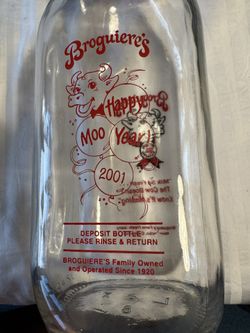 Broguiere's
Happy
Moo
Year!
2001
DEPOSIT BOTTLE
PLEASE RINSE & RETURN
BROGUIERE'S Family Owned
and Operated Since 1920